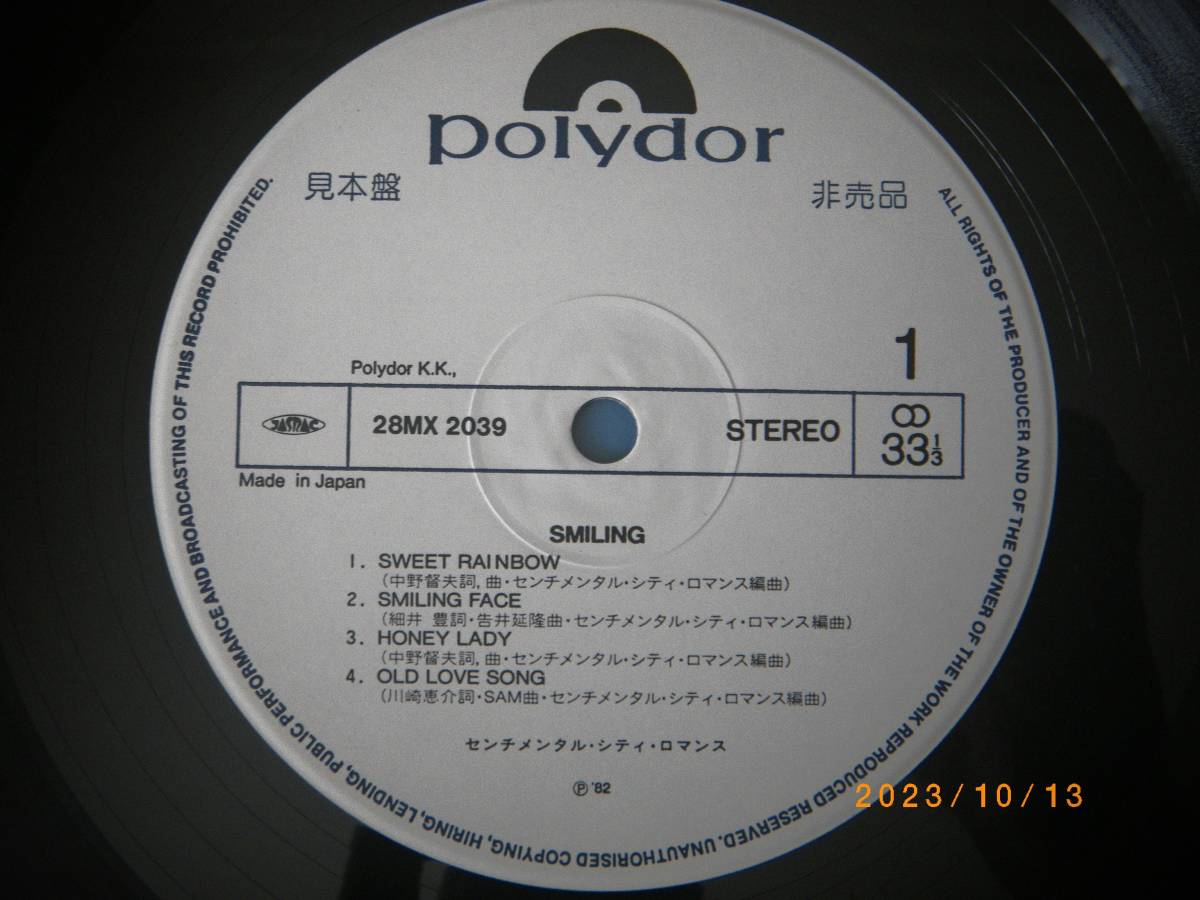 polydor
見本盤
非売品
1
Polydor K.K.,
JASRAC
28MX 2039
STEREO
33 1/3
Made in Japan
SMILING
1. SWEET RAINBOW
(中野督夫詞, 曲・センチメンタル・シティ・ロマンス編曲)
2. SMILING FACE
(細井 豊詞・告井延隆曲・センチメンタル・シティ・ロマンス編曲)
3. HONEY LADY
(中野督夫詞, 曲・センチメンタル・シティ・ロマンス編曲)
4. OLD LOVE SONG
(川崎恵介詞・SAM曲・センチメンタル・シティ・ロマンス編曲)
センチメンタル・シティ・ロマンス
Ⓟ '82
ALL RIGHTS OF THE PRODUCER AND OF THE OWNER OF THE WORK REPRODUCED RESERVED. UNAUTHORISED COPYING, HIRING, LENDING, PUBLIC PERFORMANCE AND BROADCASTING OF THIS RECORD PROHIBITED.
2023/10/13